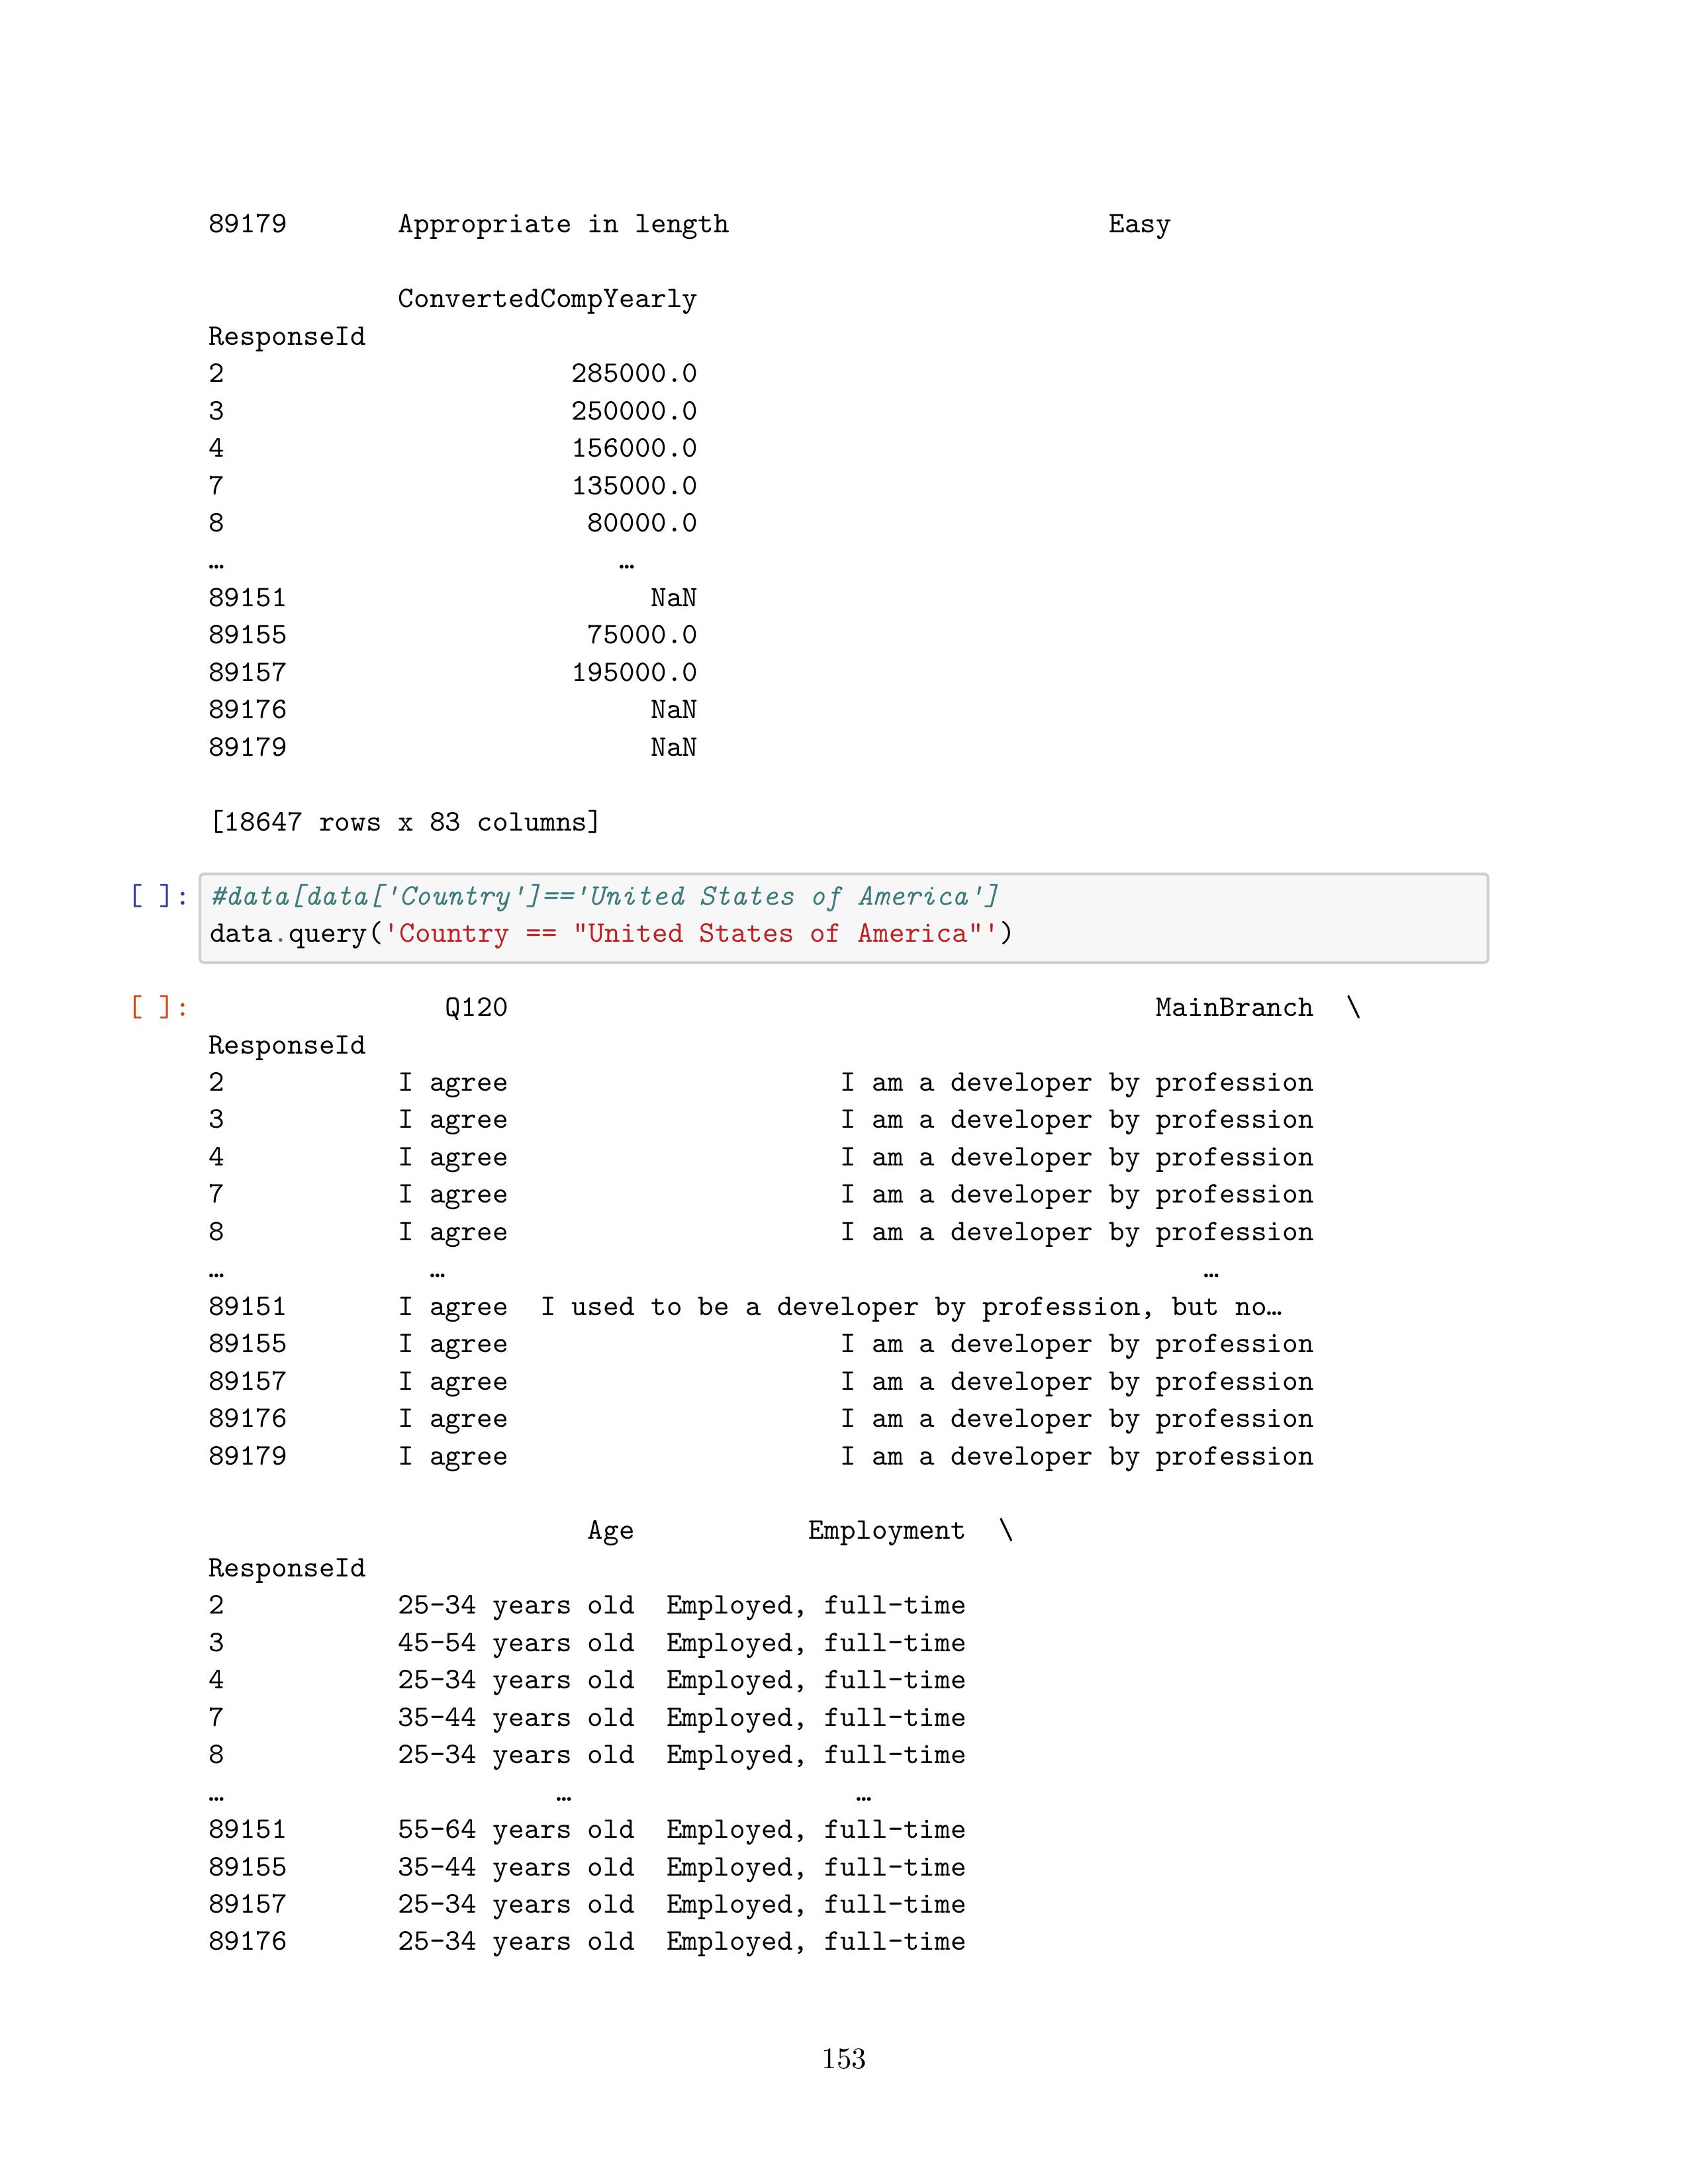 89179       Appropriate in length                        Easy
            ConvertedCompYearly
ResponseId
2                      285000.0
3                      250000.0
4                      156000.0
7                      135000.0
8                       80000.0
…                         …
89151                       NaN
89155                   75000.0
89157                  195000.0
89176                       NaN
89179                       NaN
[18647 rows x 83 columns]
[ ]: #data[data['Country']=='United States of America']
data.query('Country == "United States of America"')
[ ]:                Q120                                         MainBranch  \
ResponseId
2           I agree                     I am a developer by profession
3           I agree                     I am a developer by profession
4           I agree                     I am a developer by profession
7           I agree                     I am a developer by profession
8           I agree                     I am a developer by profession
…             …                                                …
89151       I agree  I used to be a developer by profession, but no…
89155       I agree                     I am a developer by profession
89157       I agree                     I am a developer by profession
89176       I agree                     I am a developer by profession
89179       I agree                     I am a developer by profession
                        Age           Employment  \
ResponseId
2           25-34 years old  Employed, full-time
3           45-54 years old  Employed, full-time
4           25-34 years old  Employed, full-time
7           35-44 years old  Employed, full-time
8           25-34 years old  Employed, full-time
…                     …                  …
89151       55-64 years old  Employed, full-time
89155       35-44 years old  Employed, full-time
89157       25-34 years old  Employed, full-time
89176       25-34 years old  Employed, full-time
153